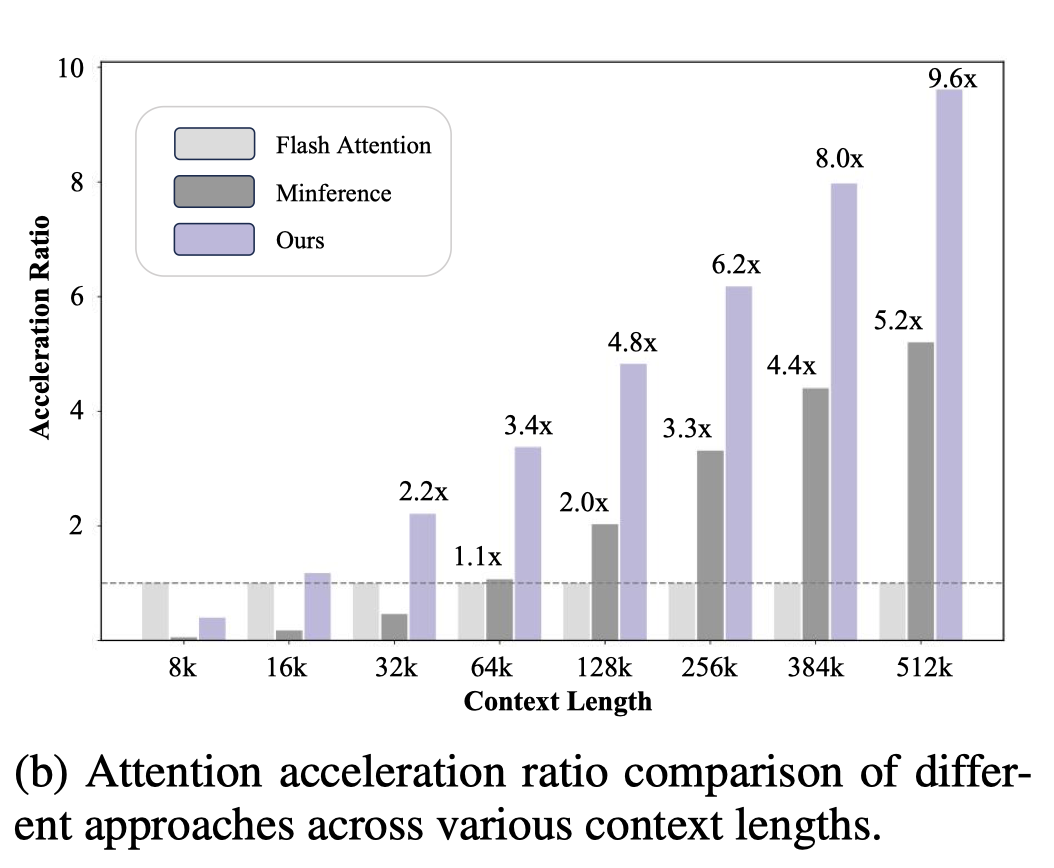 10
9.6x
Flash Attention
8.0x
8
Minference
Ours
6.2x
6
5.2x
4.8x
4.4x
Acceleration Ratio
4
3.4x
3.3x
2.2x
2.0x
2
1.1x
8k 16k 32k 64k 128k 256k 384k 512k
Context Length
(b) Attention acceleration ratio comparison of differ-
ent approaches across various context lengths.